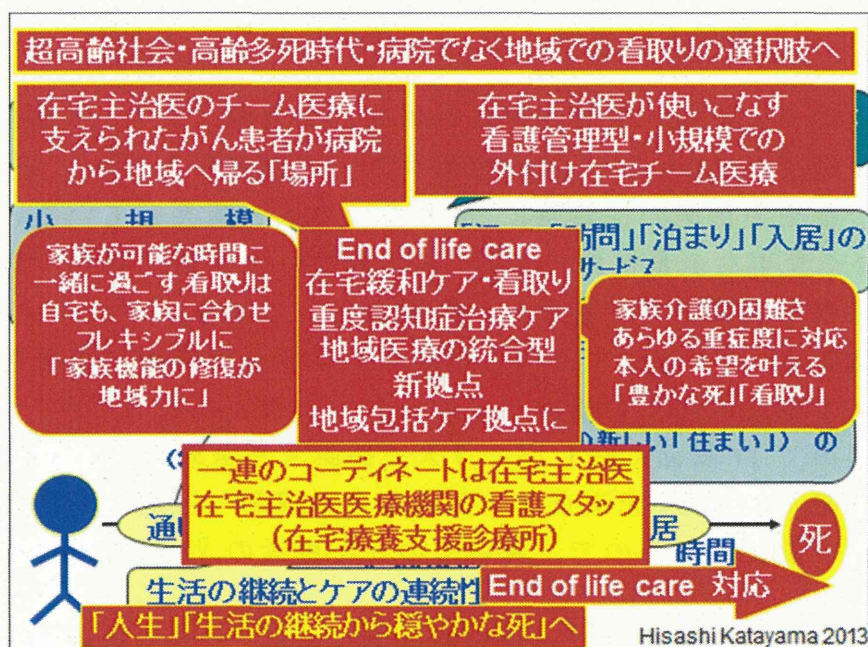 超高齢社会・高齢多死時代・病院でなく地域での看取りの選択肢へ
在宅主治医のチーム医療に
支えられたがん患者が病院
から地域へ帰る「場所」
在宅主治医が使いこなす
看護管理型・小規模での
外付け在宅チーム医療
小 規 模
「泊まり」「入居」の
サービス
家族が可能な時間に
一緒に過ごす,看取りは
自宅も、家族に合わせ
フレキシブルに
「家族機能の修復が
地域力に」
End of life care
在宅緩和ケア・看取り
重度認知症治療ケア
地域医療の統合型
新拠点
地域包括ケア拠点に
家族介護の困難さ
あらゆる重症度に対応
本人の希望を叶える
「豊かな死」「看取り」
の新しい「住まい」) の
一連のコーディネートは在宅主治医
在宅主治医医療機関の看護スタッフ
(在宅療養支援診療所)
通
居
死
時間
生活の継続とケアの連続性
End of life care 対応
「人生」「生活の継続から穏やかな死」へ
Hisashi Katayama 2013